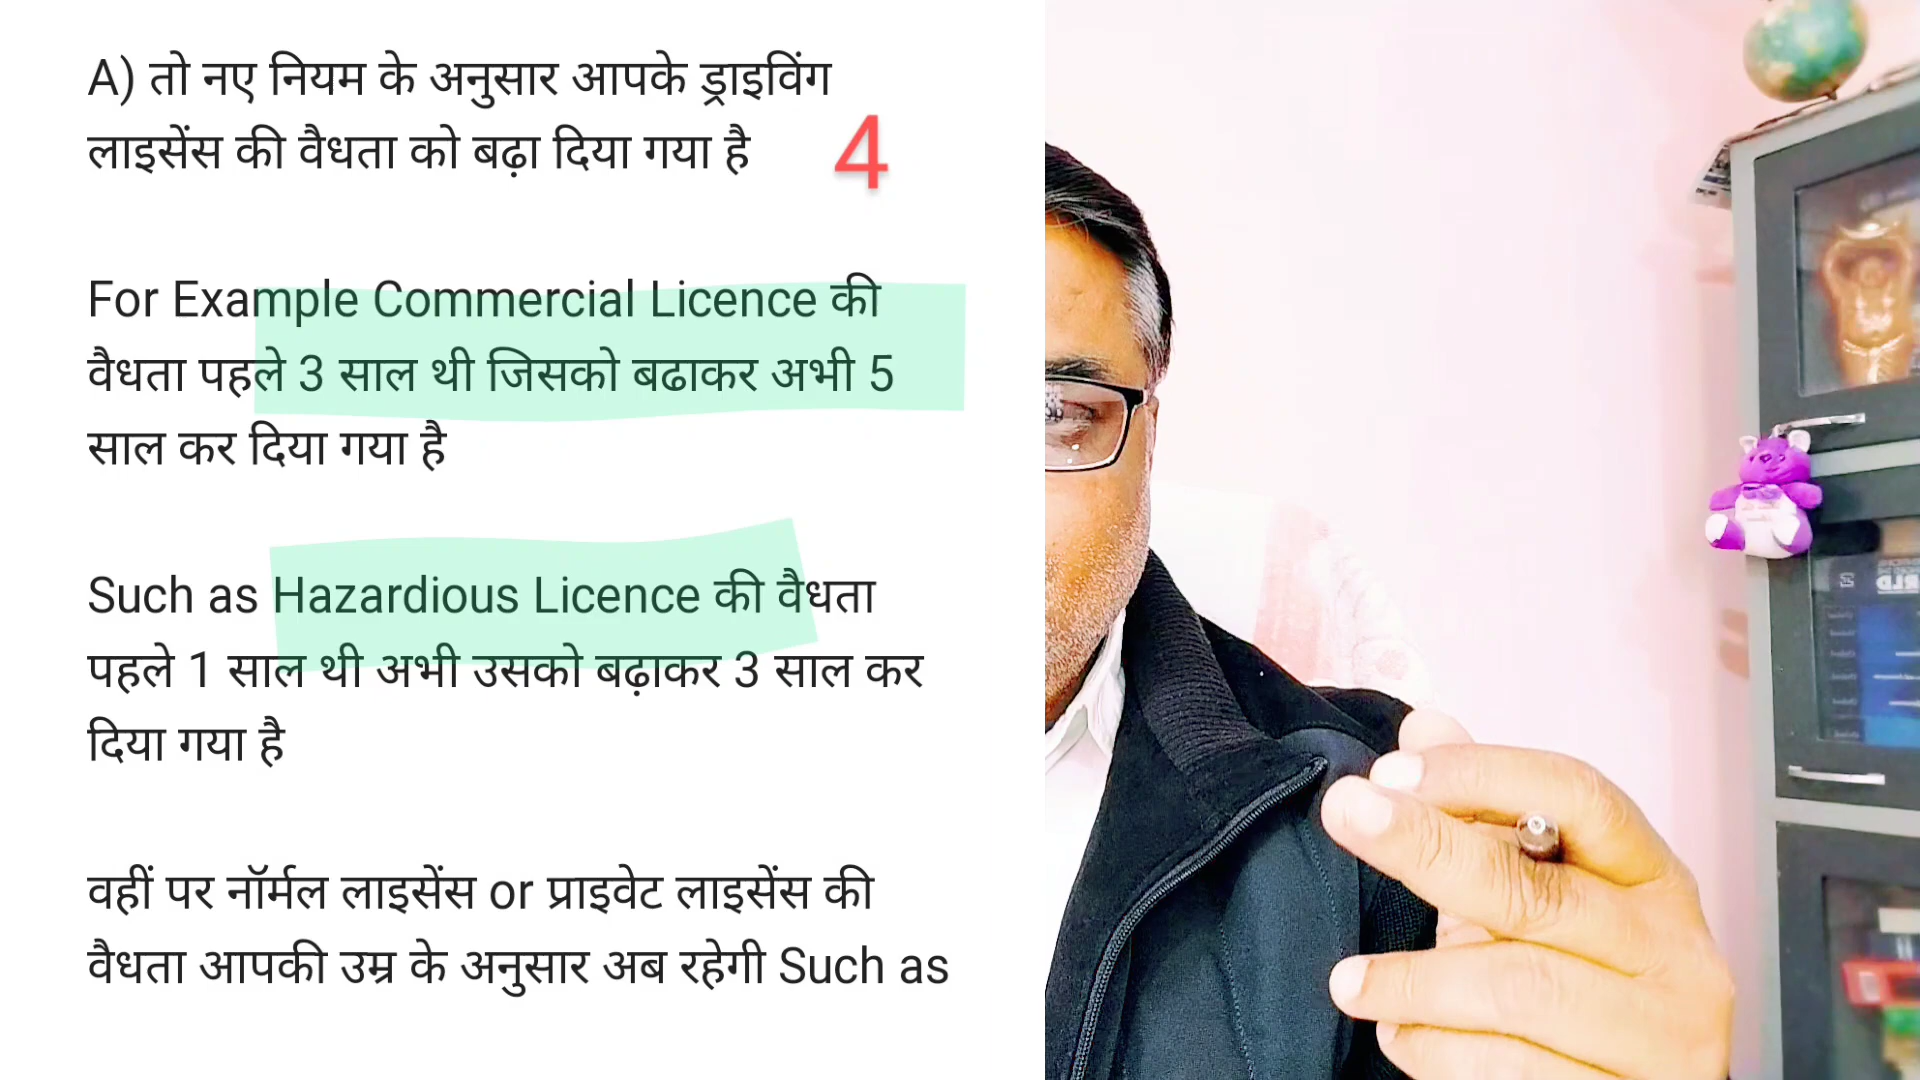 A) तो नए नियम के अनुसार आपके ड्राइविंग
लाइसेंस की वैधता को बढ़ा दिया गया है
4
For Example Commercial Licence की
वैधता पहले 3 साल थी जिसको बढाकर अभी 5
साल कर दिया गया है
Such as Hazardious Licence की वैधता
पहले 1 साल थी अभी उसको बढ़ाकर 3 साल कर
दिया गया है
वहीं पर नॉर्मल लाइसेंस or प्राइवेट लाइसेंस की
वैधता आपकी उम्र के अनुसार अब रहेगी Such as